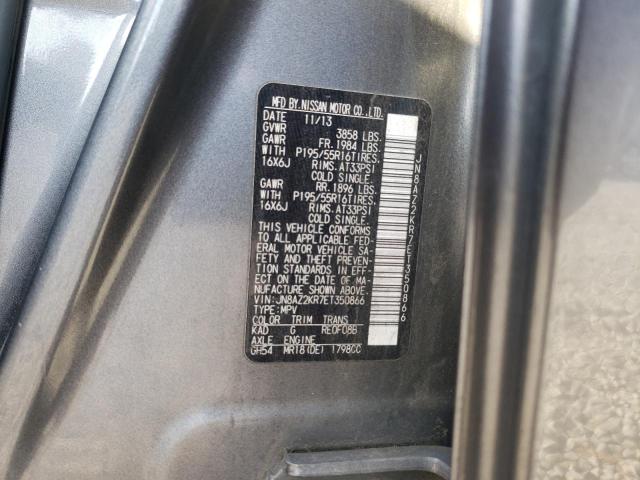 MFD BY.NISSAN MOTOR CO.,LTD.
DATE 11/13
GVWR 3858 LBS.
GAWR FR. 1984 LBS.
WITH P195/55R16TIRES.
16X6J RIMS. AT33PSI
COLD SINGLE.
GAWR RR. 1896 LBS.
WITH P195/55R16TIRES.
16X6J RIMS. AT33PSI
COLD SINGLE.
THIS VEHICLE CONFORMS
TO ALL APPLICABLE FED-
ERAL MOTOR VEHICLE SA-
FETY AND THEFT PREVEN-
TION STANDARDS IN EFF-
ECT ON THE DATE OF MA-
NUFACTURE SHOWN ABOVE.
VIN: JN8AZ2KR7ET350866
TYPE: MPV
COLOR TRIM TRANS
KAD G RE0F08B
AXLE ENGINE
GH54 MR18(DE) 1798CC
JN8AZ2KR7ET350866